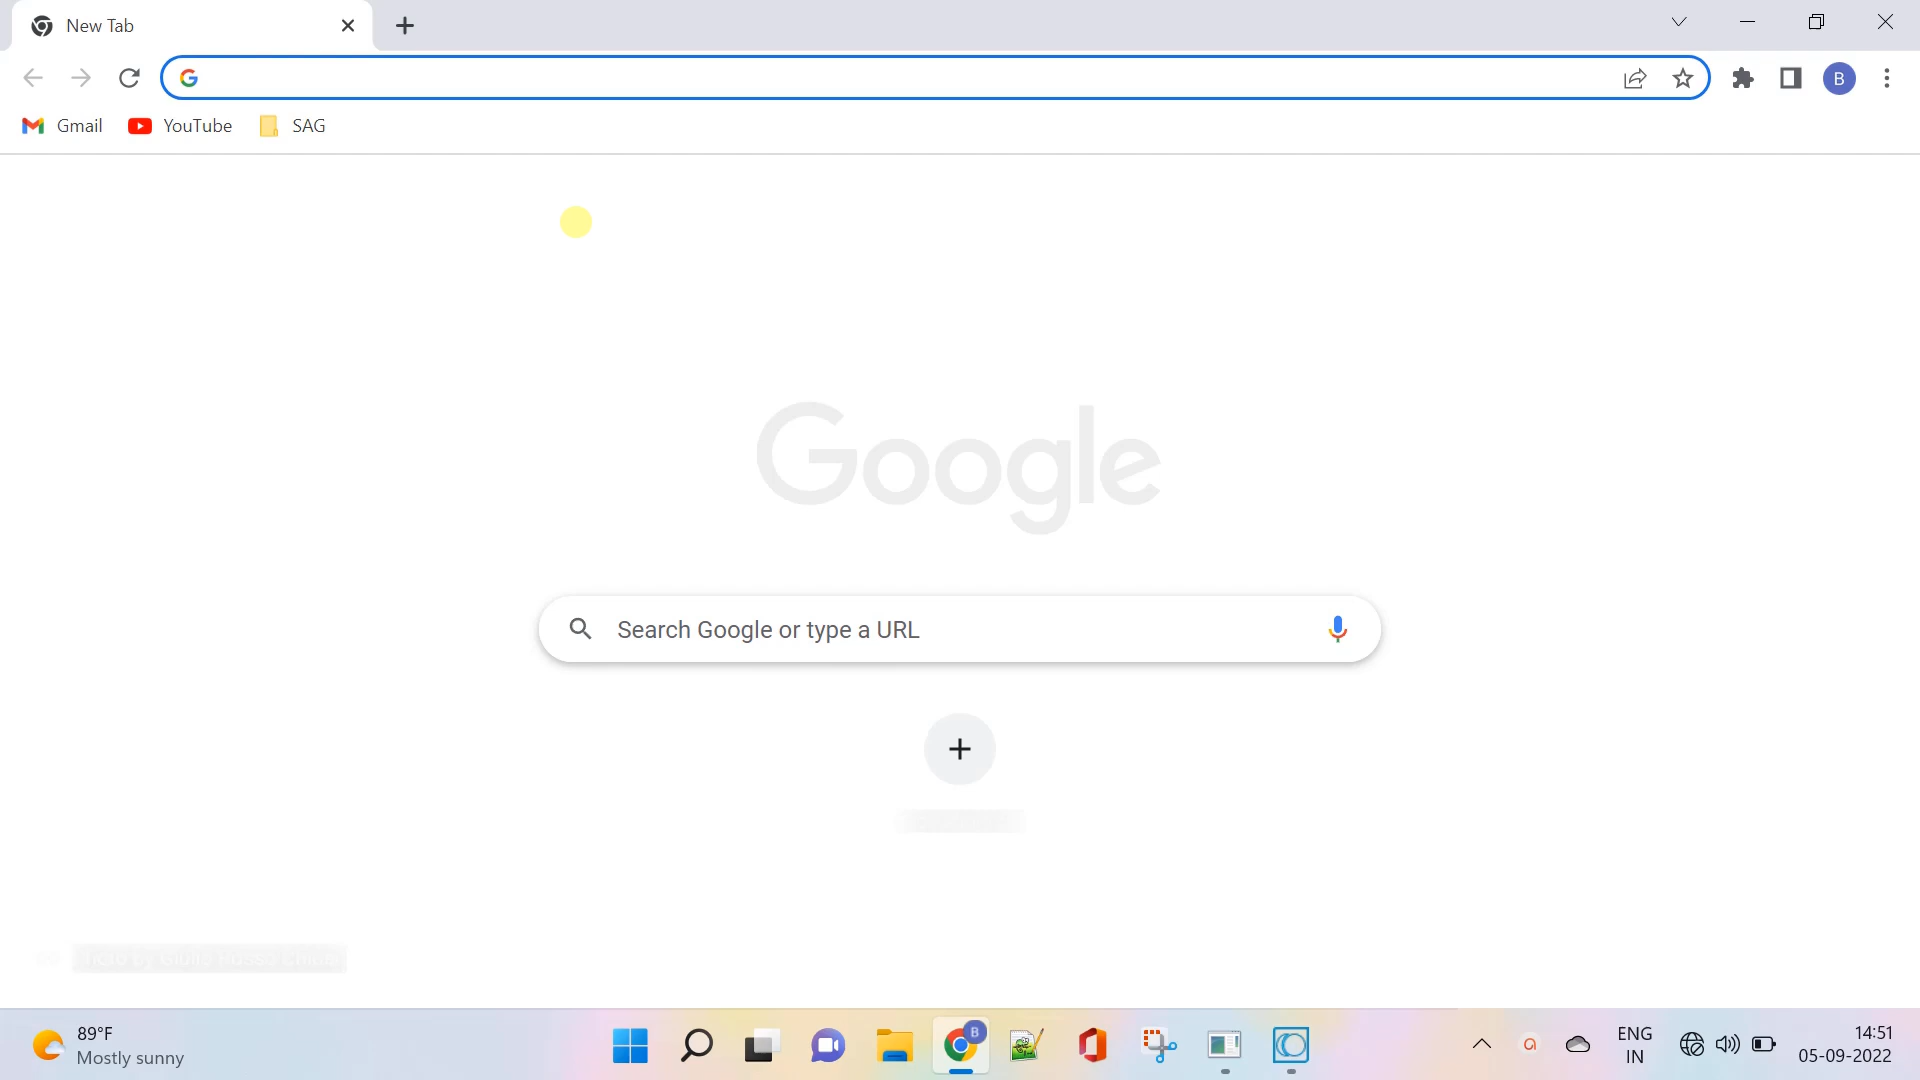 New Tab
G
B
Gmail
YouTube
SAG
Google
Search Google or type a URL
89°F
Mostly sunny
B
ENG
IN
14:51
05-09-2022